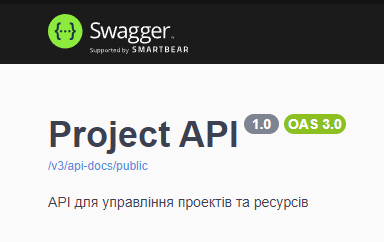 Swagger
Supported by SMARTBEAR
Project API 1.0 OAS 3.0
/v3/api-docs/public
API для управління проектів та ресурсів